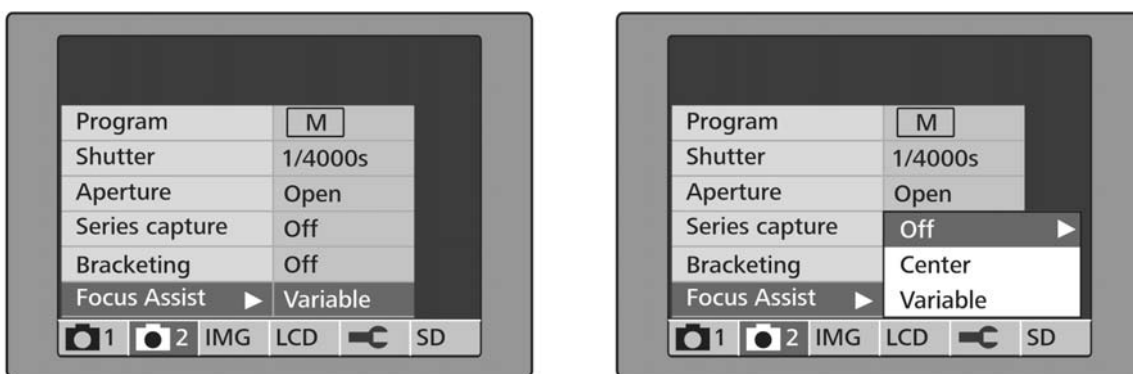 Program M
Shutter 1/4000s
Aperture Open
Series capture Off
Bracketing Off
Focus Assist Variable
1 2 IMG LCD SD
Program M
Shutter 1/4000s
Aperture Open
Series capture Off
Bracketing Center
Focus Assist Variable
1 2 IMG LCD SD